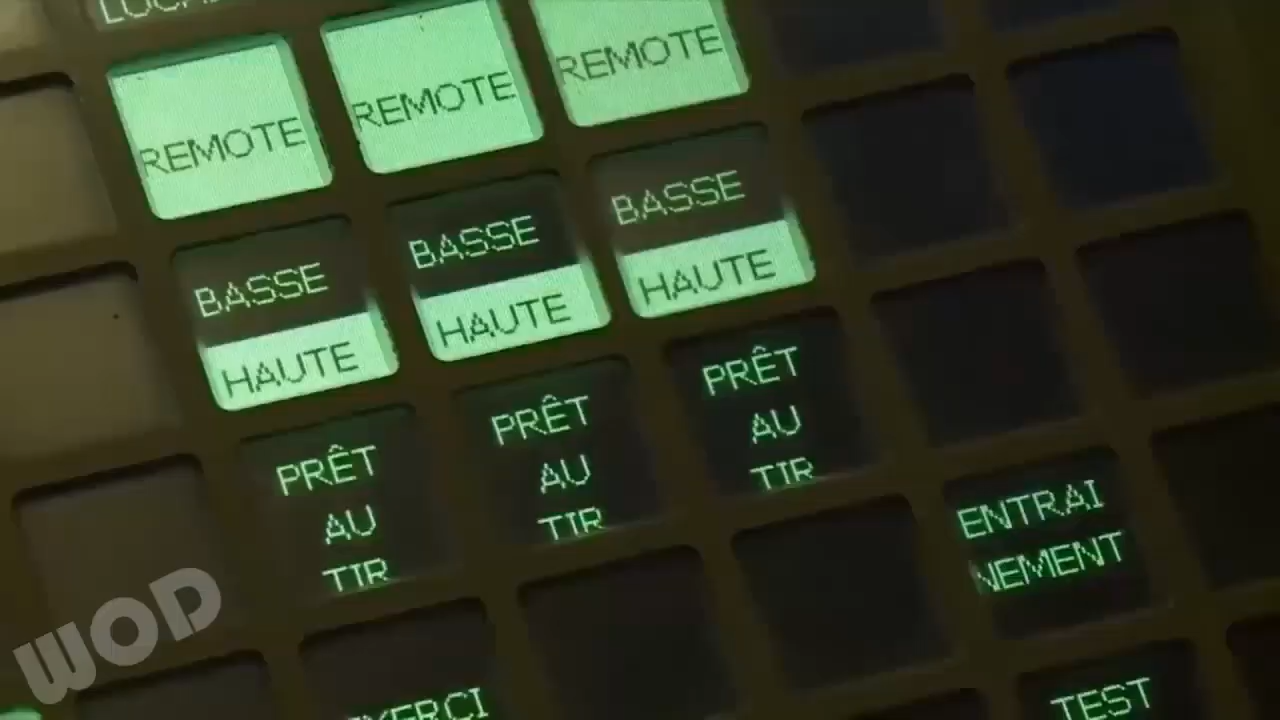 REMOTE
REMOTE
REMOTE
BASSE
HAUTE
BASSE
HAUTE
BASSE
HAUTE
PRÊT
AU
TIR
PRÊT
AU
TIR
PRÊT
AU
TIR
ENTRAI
NEMENT
TEST
WOD